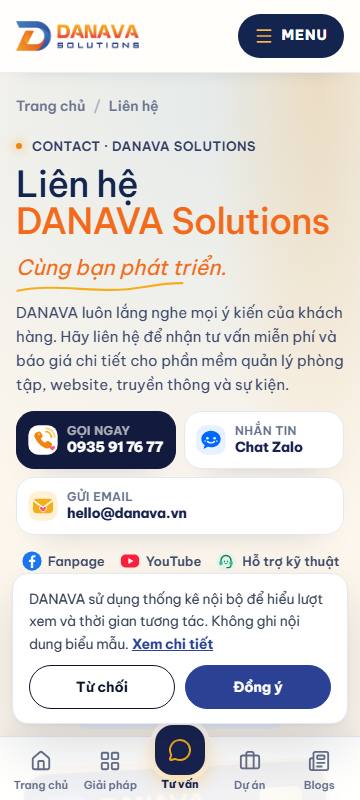 DANAVA
SOLUTIONS
MENU
Trang chủ / Liên hệ
CONTACT · DANAVA SOLUTIONS
Liên hệ
DANAVA Solutions
Cùng bạn phát triển.
DANAVA luôn lắng nghe mọi ý kiến của khách
hàng. Hãy liên hệ để nhận tư vấn miễn phí và
báo giá chi tiết cho phần mềm quản lý phòng
tập, website, truyền thông và sự kiện.
GỌI NGAY
0935 91 76 77
NHẮN TIN
Chat Zalo
GỬI EMAIL
hello@danava.vn
Fanpage YouTube Hỗ trợ kỹ thuật
DANAVA sử dụng thống kê nội bộ để hiểu lượt
xem và thời gian tương tác. Không ghi nội
dung biểu mẫu. Xem chi tiết
Từ chối Đồng ý
Trang chủ Giải pháp Tư vấn Dự án Blogs